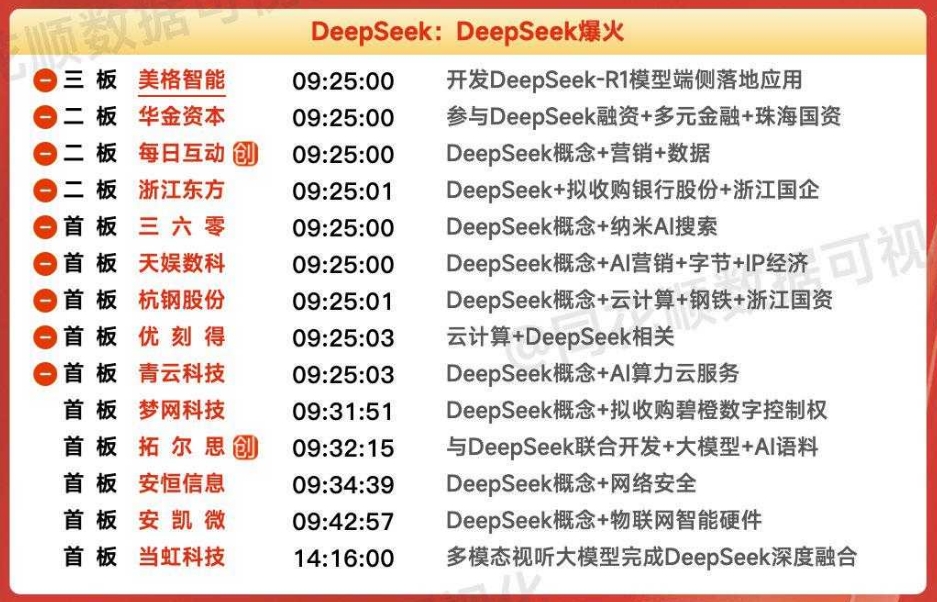 DeepSeek：DeepSeek爆火
三板 美格智能 09:25:00 开发DeepSeek-R1模型端侧落地应用
二板 华金资本 09:25:00 参与DeepSeek融资+多元金融+珠海国资
二板 每日互动 创 09:25:00 DeepSeek概念+营销+数据
二板 浙江东方 09:25:01 DeepSeek+拟收购银行股份+浙江国企
首板 三六零 09:25:00 DeepSeek概念+纳米AI搜索
首板 天娱数科 09:25:00 DeepSeek概念+AI营销+字节+IP经济
首板 杭钢股份 09:25:01 DeepSeek概念+云计算+钢铁+浙江国资
首板 优刻得 09:25:03 云计算+DeepSeek相关
首板 青云科技 09:25:03 DeepSeek概念+AI算力云服务
首板 梦网科技 09:31:51 DeepSeek概念+拟收购碧橙数字控制权
首板 拓尔思 创 09:32:15 与DeepSeek联合开发+大模型+AI语料
首板 安恒信息 09:34:39 DeepSeek概念+网络安全
首板 安凯微 09:42:57 DeepSeek概念+物联网智能硬件
首板 当虹科技 14:16:00 多模态视听大模型完成DeepSeek深度融合
花顺数据可视
@同花顺数据可视
视化